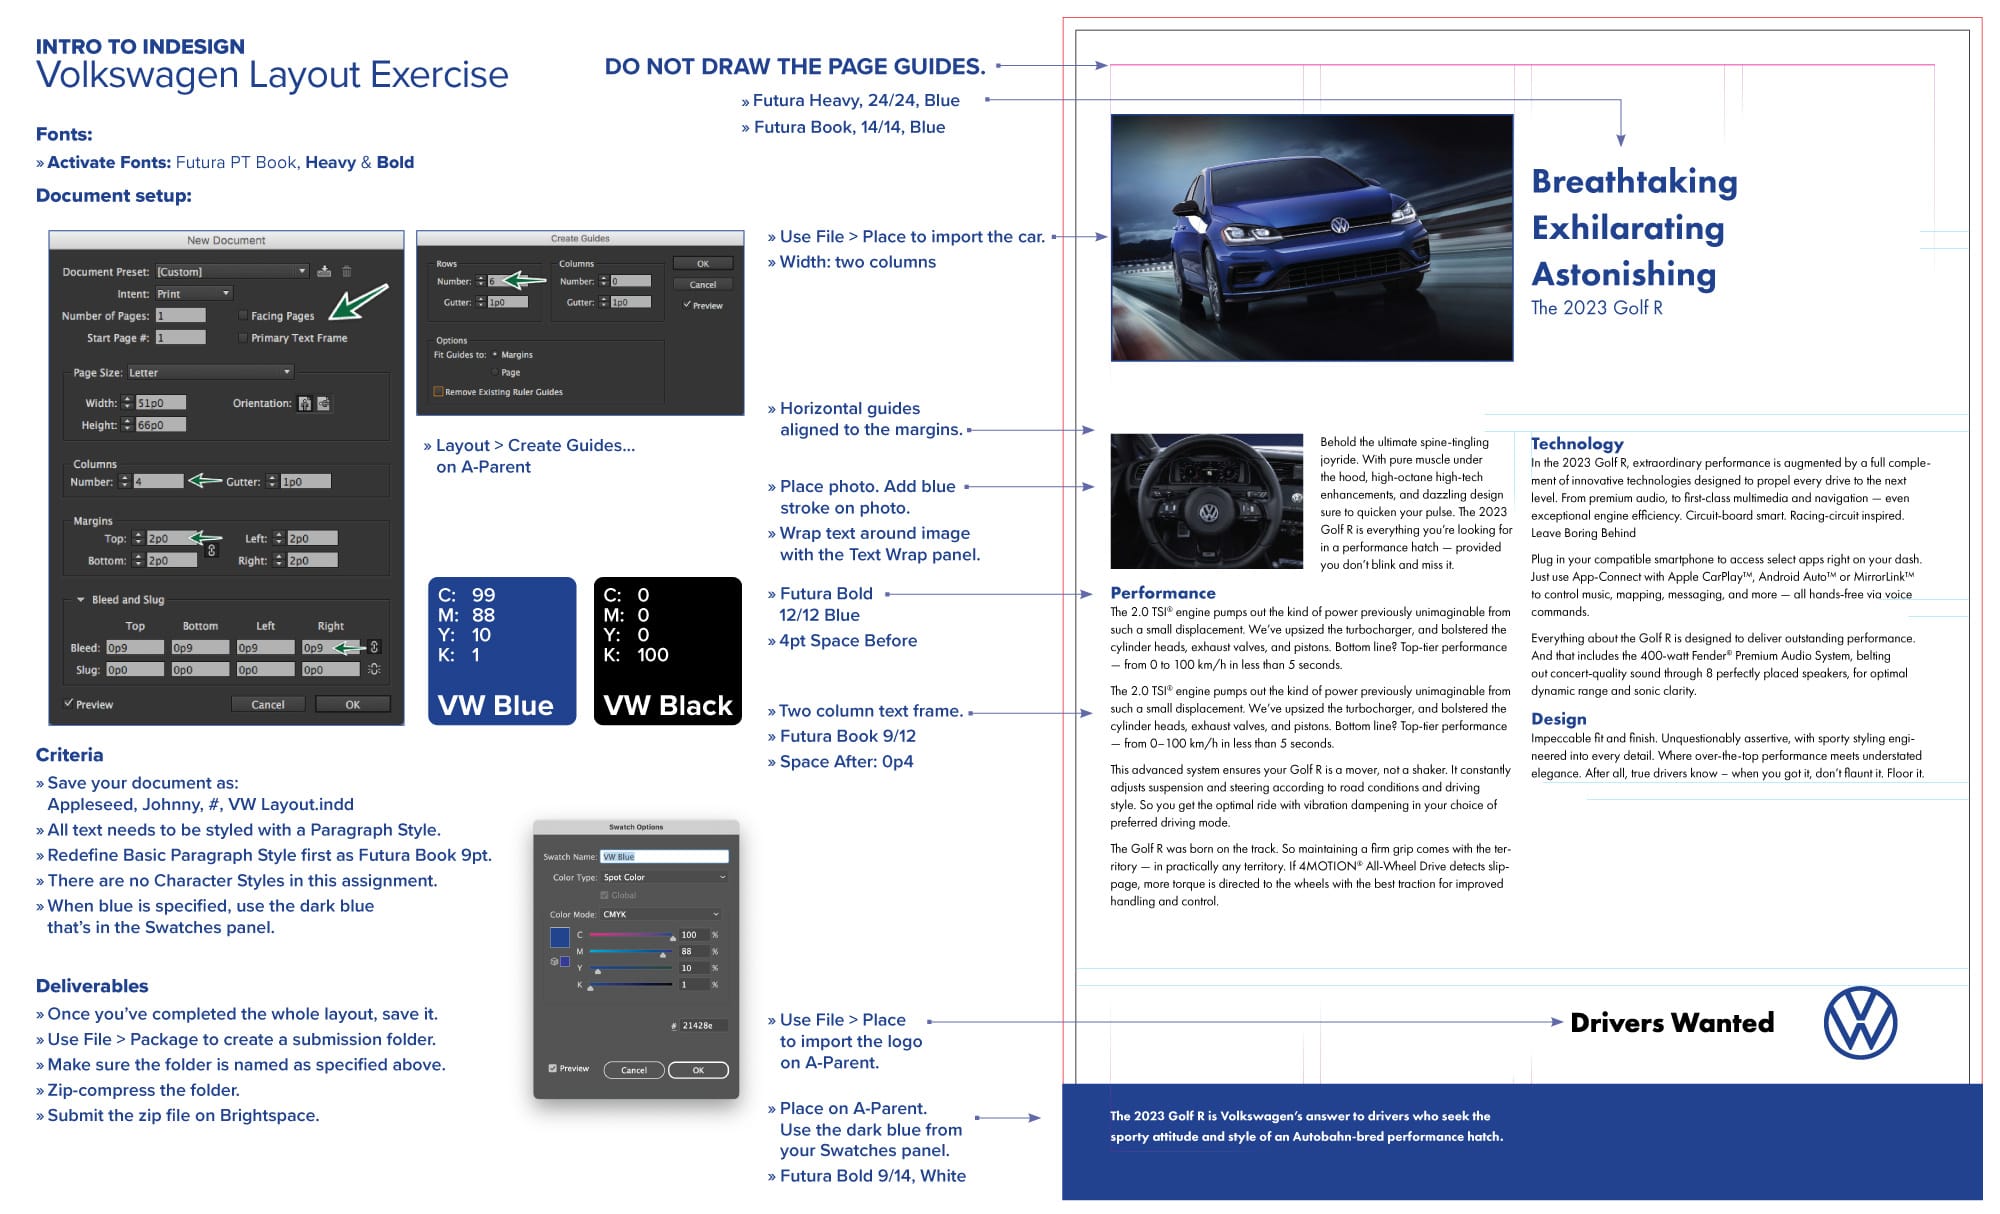 INTRO TO INDESIGN
Volkswagen Layout Exercise
Fonts:
» Activate Fonts: Futura PT Book, Heavy & Bold
Document setup:
New Document
Document Preset: [Custom]
Intent: Print
Number of Pages: 1
Facing Pages
Start Page #: 1
Primary Text Frame
Page Size: Letter
Width: 51p0
Orientation:
Height: 66p0
Columns
Number: 4
Gutter: 1p0
Margins
Top: 2p0
Left: 2p0
Bottom: 2p0
Right: 2p0
Bleed and Slug
Top Bottom Left Right
Bleed: 0p9 0p9 0p9 0p9
Slug: 0p0 0p0 0p0 0p0
Preview
Cancel
OK
Create Guides
Rows
Number: 6
Gutter: 1p0
Columns
Number: 0
Gutter: 1p0
OK
Cancel
Preview
Options
Fit Guides to: Margins
Page
Remove Existing Ruler Guides
» Layout > Create Guides...
on A-Parent
C: 99
M: 88
Y: 10
K: 1
VW Blue
C: 0
M: 0
Y: 0
K: 100
VW Black
Criteria
» Save your document as:
Appleseed, Johnny, #, VW Layout.indd
» All text needs to be styled with a Paragraph Style.
» Redefine Basic Paragraph Style first as Futura Book 9pt.
» There are no Character Styles in this assignment.
» When blue is specified, use the dark blue
that's in the Swatches panel.
Deliverables
» Once you've completed the whole layout, save it.
» Use File > Package to create a submission folder.
» Make sure the folder is named as specified above.
» Zip-compress the folder.
» Submit the zip file on Brightspace.
Swatch Options
Swatch Name: VW Blue
Color Type: Spot Color
Global
Color Mode: CMYK
C 100 %
M 88 %
Y 10 %
K 1 %
# 21428e
Preview
Cancel
OK
DO NOT DRAW THE PAGE GUIDES.
» Futura Heavy, 24/24, Blue
» Futura Book, 14/14, Blue
» Use File > Place to import the car.
» Width: two columns
» Horizontal guides
aligned to the margins.
» Place photo. Add blue
stroke on photo.
» Wrap text around image
with the Text Wrap panel.
» Futura Bold
12/12 Blue
» 4pt Space Before
» Two column text frame.
» Futura Book 9/12
» Space After: 0p4
» Use File > Place
to import the logo
on A-Parent.
» Place on A-Parent.
Use the dark blue from
your Swatches panel.
» Futura Bold 9/14, White
Breathtaking
Exhilarating
Astonishing
The 2023 Golf R
Behold the ultimate spine-tingling
joyride. With pure muscle under
the hood, high-octane high-tech
enhancements, and dazzling design
sure to quicken your pulse. The 2023
Golf R is everything you're looking for
in a performance hatch — provided
you don't blink and miss it.
Performance
The 2.0 TSI® engine pumps out the kind of power previously unimaginable from
such a small displacement. We've upsized the turbocharger, and bolstered the
cylinder heads, exhaust valves, and pistons. Bottom line? Top-tier performance
— from 0 to 100 km/h in less than 5 seconds.
The 2.0 TSI® engine pumps out the kind of power previously unimaginable from
such a small displacement. We've upsized the turbocharger, and bolstered the
cylinder heads, exhaust valves, and pistons. Bottom line? Top-tier performance
— from 0–100 km/h in less than 5 seconds.
This advanced system ensures your Golf R is a mover, not a shaker. It constantly
adjusts suspension and steering according to road conditions and driving
style. So you get the optimal ride with vibration dampening in your choice of
preferred driving mode.
The Golf R was born on the track. So maintaining a firm grip comes with the ter-
ritory — in practically any territory. If 4MOTION® All-Wheel Drive detects slip-
page, more torque is directed to the wheels with the best traction for improved
handling and control.
Technology
In the 2023 Golf R, extraordinary performance is augmented by a full comple-
ment of innovative technologies designed to propel every drive to the next
level. From premium audio, to first-class multimedia and navigation — even
exceptional engine efficiency. Circuit-board smart. Racing-circuit inspired.
Leave Boring Behind
Plug in your compatible smartphone to access select apps right on your dash.
Just use App-Connect with Apple CarPlay™, Android Auto™ or MirrorLink™
to control music, mapping, messaging, and more — all hands-free via voice
commands.
Everything about the Golf R is designed to deliver outstanding performance.
And that includes the 400-watt Fender® Premium Audio System, belting
out concert-quality sound through 8 perfectly placed speakers, for optimal
dynamic range and sonic clarity.
Design
Impeccable fit and finish. Unquestionably assertive, with sporty styling engi-
neered into every detail. Where over-the-top performance meets understated
elegance. After all, true drivers know – when you got it, don't flaunt it. Floor it.
Drivers Wanted
The 2023 Golf R is Volkswagen's answer to drivers who seek the
sporty attitude and style of an Autobahn-bred performance hatch.